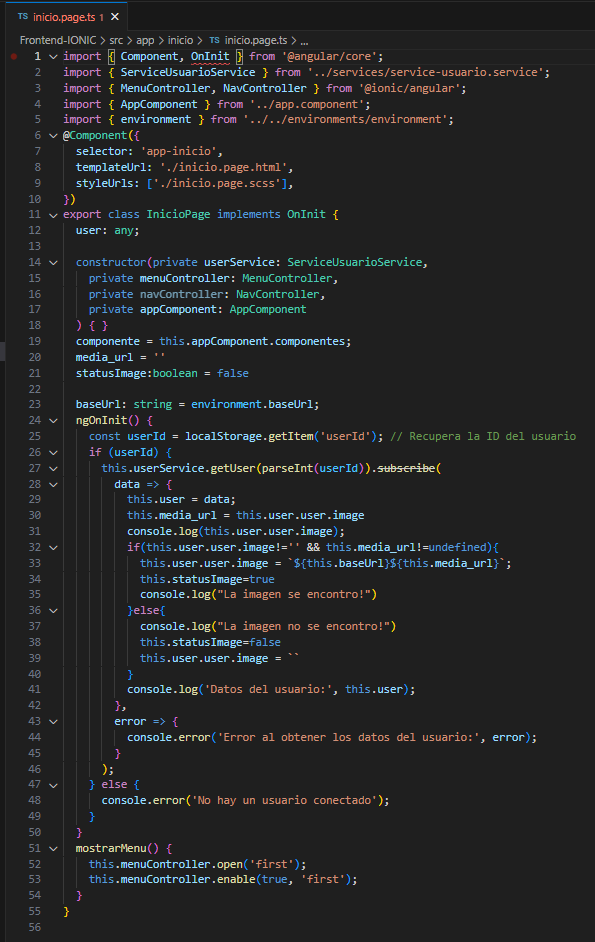 TS inicio.page.ts 1 ×
Frontend-IONIC > src > app > inicio > TS inicio.page.ts > ...
1 import { Component, OnInit } from '@angular/core';
2 import { ServiceUsuarioService } from '../services/service-usuario.service';
3 import { MenuController, NavController } from '@ionic/angular';
4 import { AppComponent } from '../app.component';
5 import { environment } from '../../environments/environment';
6 @Component({
7   selector: 'app-inicio',
8   templateUrl: './inicio.page.html',
9   styleUrls: ['./inicio.page.scss'],
10 })
11 export class InicioPage implements OnInit {
12   user: any;
13
14   constructor(private userService: ServiceUsuarioService,
15     private menuController: MenuController,
16     private navController: NavController,
17     private appComponent: AppComponent
18   ) { }
19   componente = this.appComponent.componentes;
20   media_url = ''
21   statusImage:boolean = false
22
23   baseUrl: string = environment.baseUrl;
24   ngOnInit() {
25     const userId = localStorage.getItem('userId'); // Recupera la ID del usuario
26     if (userId) {
27       this.userService.getUser(parseInt(userId)).subscribe(
28         data => {
29           this.user = data;
30           this.media_url = this.user.user.image
31           console.log(this.user.user.image);
32           if(this.user.user.image!='' && this.media_url!=undefined){
33             this.user.user.image = `${this.baseUrl}${this.media_url}`;
34             this.statusImage=true
35             console.log("La imagen se encontro!")
36           }else{
37             console.log("La imagen no se encontro!")
38             this.statusImage=false
39             this.user.user.image = ``
40           }
41           console.log('Datos del usuario:', this.user);
42         },
43         error => {
44           console.error('Error al obtener los datos del usuario:', error);
45         }
46       );
47     } else {
48       console.error('No hay un usuario conectado');
49     }
50   }
51   mostrarMenu() {
52     this.menuController.open('first');
53     this.menuController.enable(true, 'first');
54   }
55 }
56